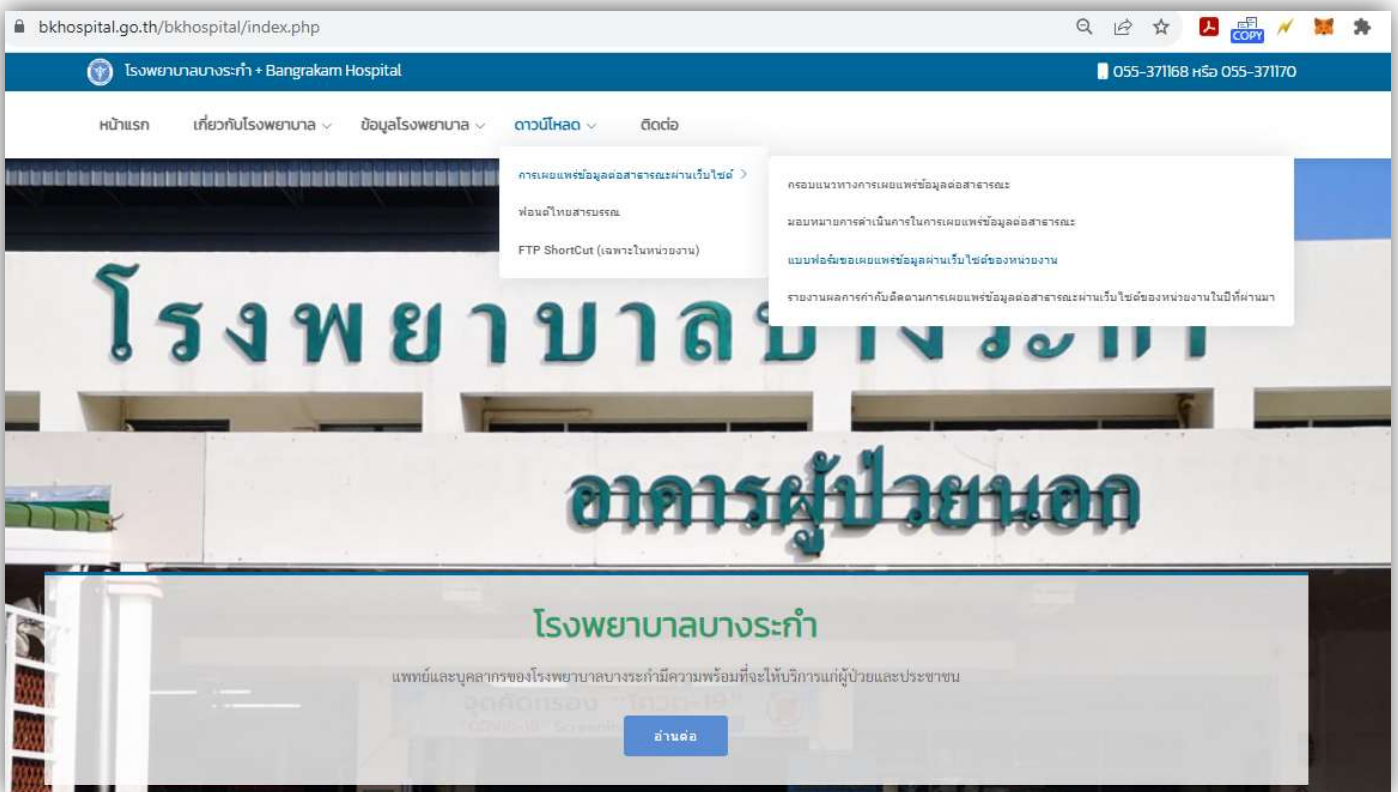 bkhospital.go.th/bkhospital/index.php
COPY
โรงพยาบาลบางระกำ + Bangrakam Hospital
055-371168 หรือ 055-371170
หน้าแรก เกี่ยวกับโรงพยาบาล ข้อมูลโรงพยาบาล ดาวน์โหลด ติดต่อ
การเผยแพร่ข้อมูลต่อสาธารณะผ่านเว็บไซต์
ฟอนต์ไทยสารบรรณ
FTP ShortCut (เฉพาะในหน่วยงาน)
กรอบแนวทางการเผยแพร่ข้อมูลต่อสาธารณะ
มอบหมายการดำเนินการในการเผยแพร่ข้อมูลต่อสาธารณะ
แบบฟอร์มขอเผยแพร่ข้อมูลผ่านเว็บไซต์ของหน่วยงาน
รายงานผลการกำกับติดตามการเผยแพร่ข้อมูลต่อสาธารณะผ่านเว็บไซต์ของหน่วยงานในปีที่ผ่านมา
โรงพยาบาลบางระกำ
อาคารผู้ป่วยนอก
โรงพยาบาลบางระกำ
แพทย์และบุคลากรของโรงพยาบาลบางระกำมีความพร้อมที่จะให้บริการแก่ผู้ป่วยและประชาชน
จุดคัดกรอง "โควิด-19"
อ่านต่อ